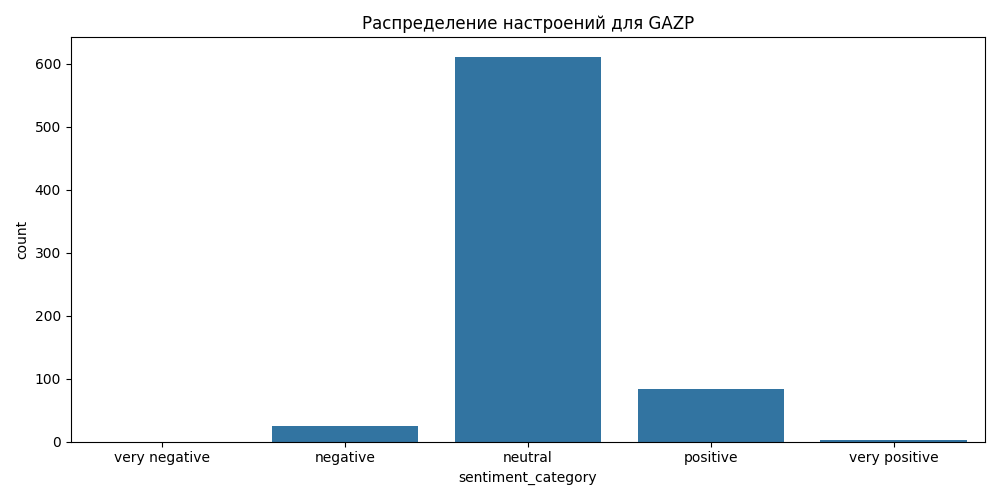 Распределение настроений для GAZP
600
500
400
300
200
100
0
count
very negative
negative
neutral
positive
very positive
sentiment_category